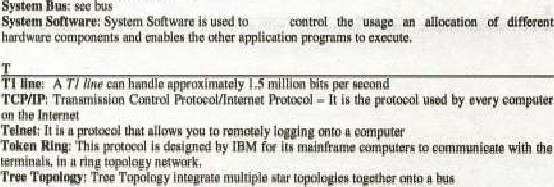 System Bus: see bus
System Software: System Software is used to control the usage an allocation of different
hardware components and enables the other application programs to execute.
T
T1 line: A T1 line can handle approximately 1.5 million bits per second
TCP/IP: Transmission Control Protocol/Internet Protocol – It is the protocol used by every computer
on the Internet
Telnet: It is a protocol that allows you to remotely logging onto a computer
Token Ring: This protocol is designed by IBM for its mainframe computers to communicate with the
terminals, in a ring topology network.
Tree Topology: Tree Topology integrate multiple star topologies together onto a bus